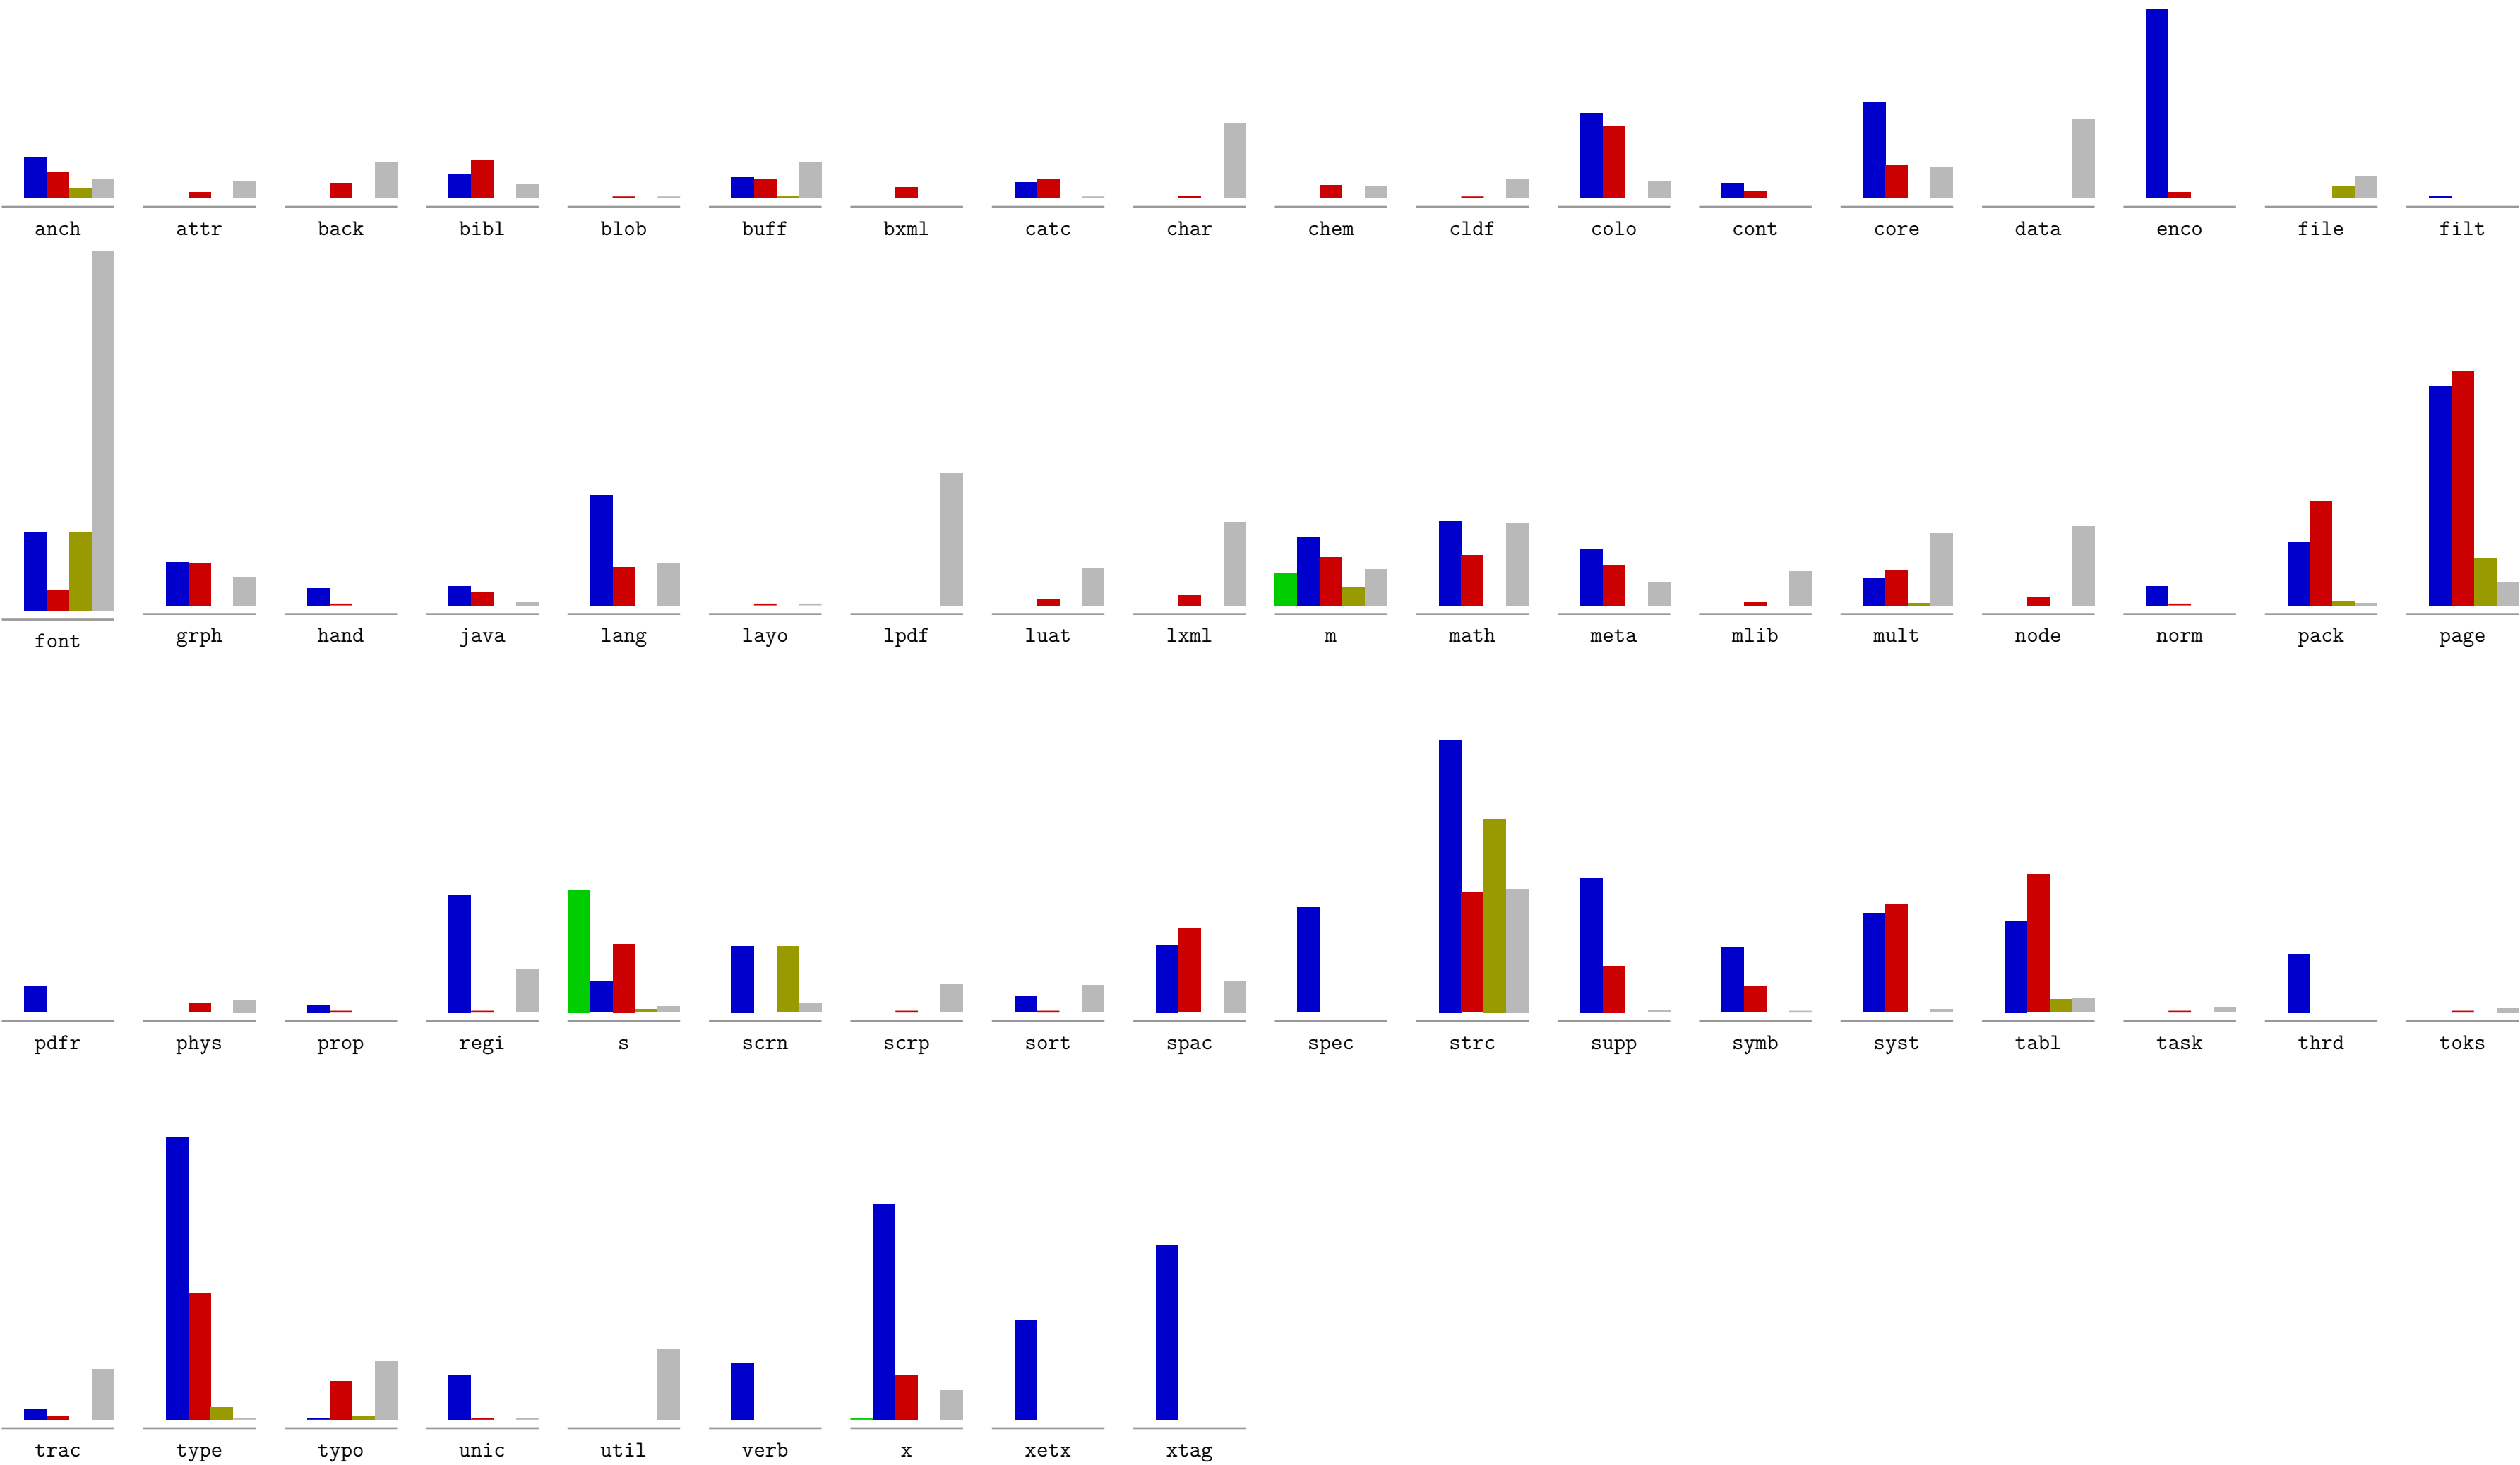 anch attr back bibl blob buff bxml catc char chem cldf colo cont core data enco file filt
font grph hand java lang layo lpdf luat lxml m math meta mlib mult node norm pack page
pdfr phys prop regi s scrn scrp sort spac spec strc supp symb syst tabl task thrd toks
trac type typo unic util verb x xetx xtag